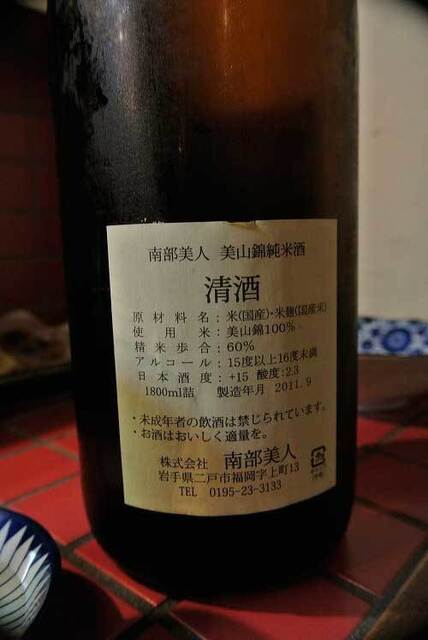 南部美人 美山錦純米酒
清酒
原材料名：米(国産)・米麹(国産米)
使用米：美山錦100％
精米歩合：60％
アルコール：15度以上16度未満
日本酒度：+15 酸度:2.3
1800ml詰 製造年月 2011.9
・未成年者の飲酒は禁じられています。
・お酒はおいしく適量を。
株式会社 南部美人
岩手県二戸市福岡字上町13
TEL 0195-23-3133